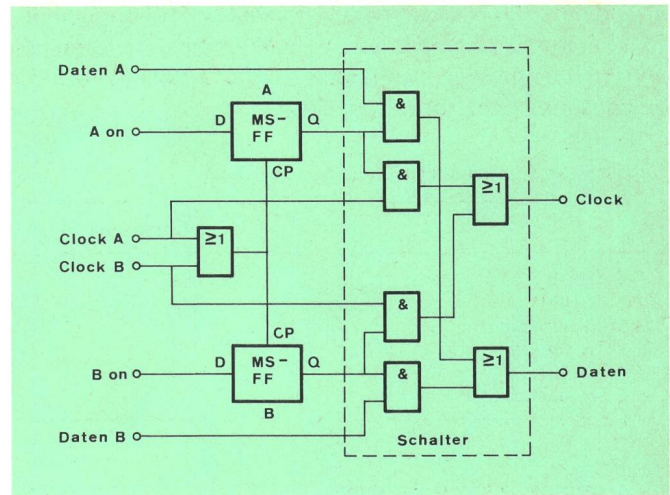 Daten A
A
A on
D
MS-
FF
Q
CP
&
&
Clock A
Clock B
≥1
≥1
Clock
&
CP
B on
D
MS-
FF
Q
B
&
≥1
Daten
Daten B
Schalter